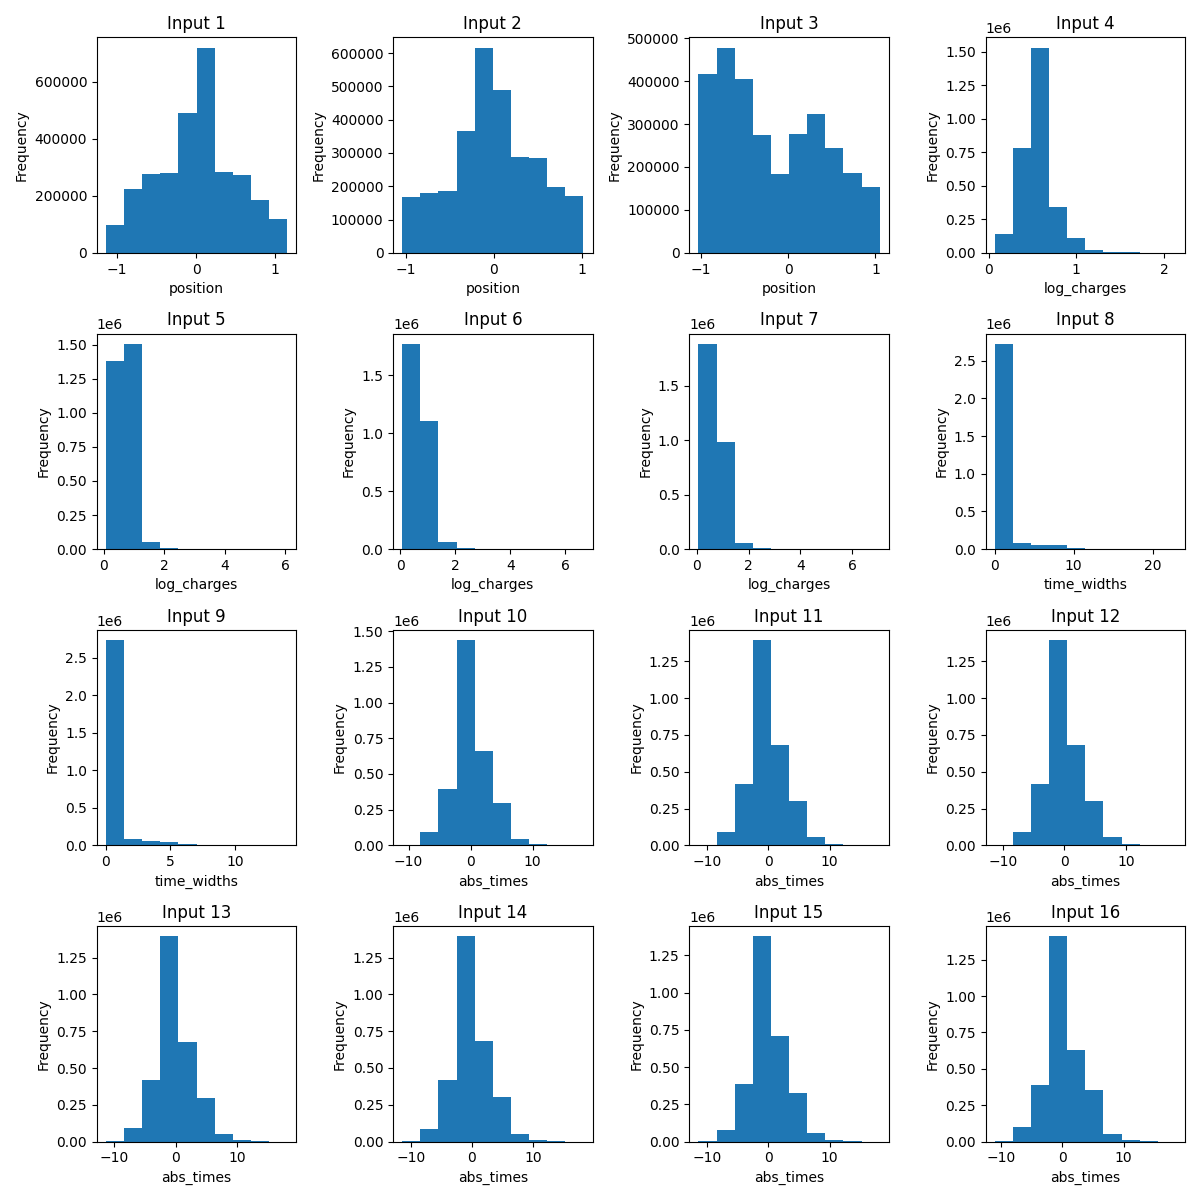 Input 1 Input 2 Input 3 Input 4
1e6
600000 400000 200000 0
600000 500000 400000 300000 200000 100000 0
500000 400000 300000 200000 100000 0
1.50 1.25 1.00 0.75 0.50 0.25 0.00
Frequency Frequency Frequency Frequency
−1 0 1 −1 0 1 −1 0 1 0 1 2
position position position log_charges
Input 5 Input 6 Input 7 Input 8
1e6 1e6 1e6 1e6
1.50 1.25 1.00 0.75 0.50 0.25 0.00
1.5 1.0 0.5 0.0
1.5 1.0 0.5 0.0
2.5 2.0 1.5 1.0 0.5 0.0
Frequency Frequency Frequency Frequency
0 2 4 6 0 2 4 6 0 2 4 6 0 10 20
log_charges log_charges log_charges time_widths
Input 9 Input 10 Input 11 Input 12
1e6 1e6 1e6 1e6
2.5 2.0 1.5 1.0 0.5 0.0
1.50 1.25 1.00 0.75 0.50 0.25 0.00
1.25 1.00 0.75 0.50 0.25 0.00
1.25 1.00 0.75 0.50 0.25 0.00
Frequency Frequency Frequency Frequency
0 5 10 −10 0 10 −10 0 10 −10 0 10
time_widths abs_times abs_times abs_times
Input 13 Input 14 Input 15 Input 16
1e6 1e6 1e6 1e6
1.25 1.00 0.75 0.50 0.25 0.00
1.25 1.00 0.75 0.50 0.25 0.00
1.25 1.00 0.75 0.50 0.25 0.00
1.25 1.00 0.75 0.50 0.25 0.00
Frequency Frequency Frequency Frequency
−10 0 10 −10 0 10 −10 0 10 −10 0 10
abs_times abs_times abs_times abs_times